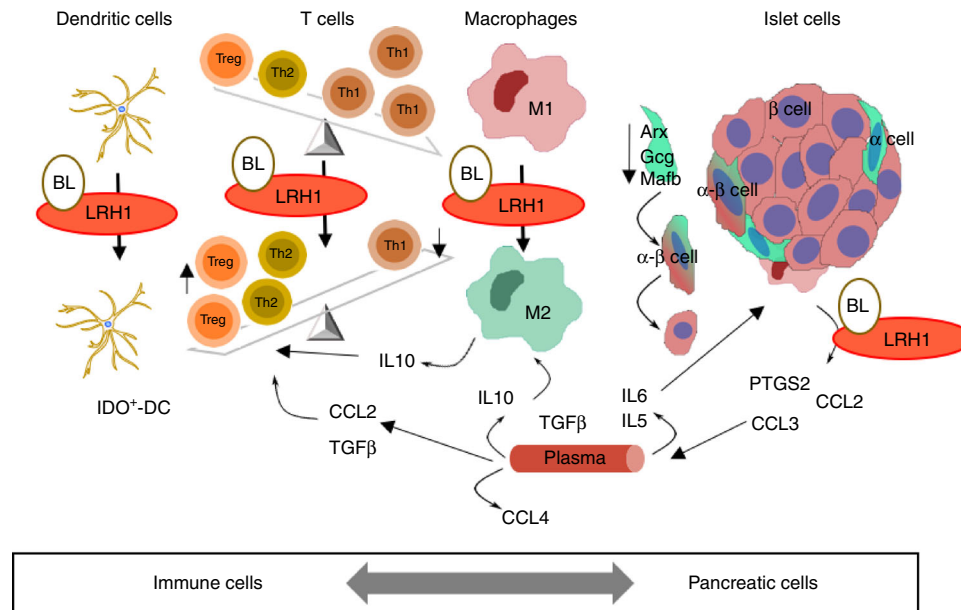 Dendritic cells
T cells
Macrophages
Islet cells
Treg
Th2
Th1
Th1
Th1
M1
β cell
α cell
Arx
Gcg
Mafb
α-β cell
BL
LRH1
BL
LRH1
BL
LRH1
α-β cell
Treg
Th2
Th1
Treg
Th2
M2
BL
LRH1
IDO⁺-DC
IL10
IL10
CCL2
TGFβ
TGFβ
IL6
IL5
PTGS2
CCL2
CCL3
Plasma
CCL4
Immune cells
Pancreatic cells